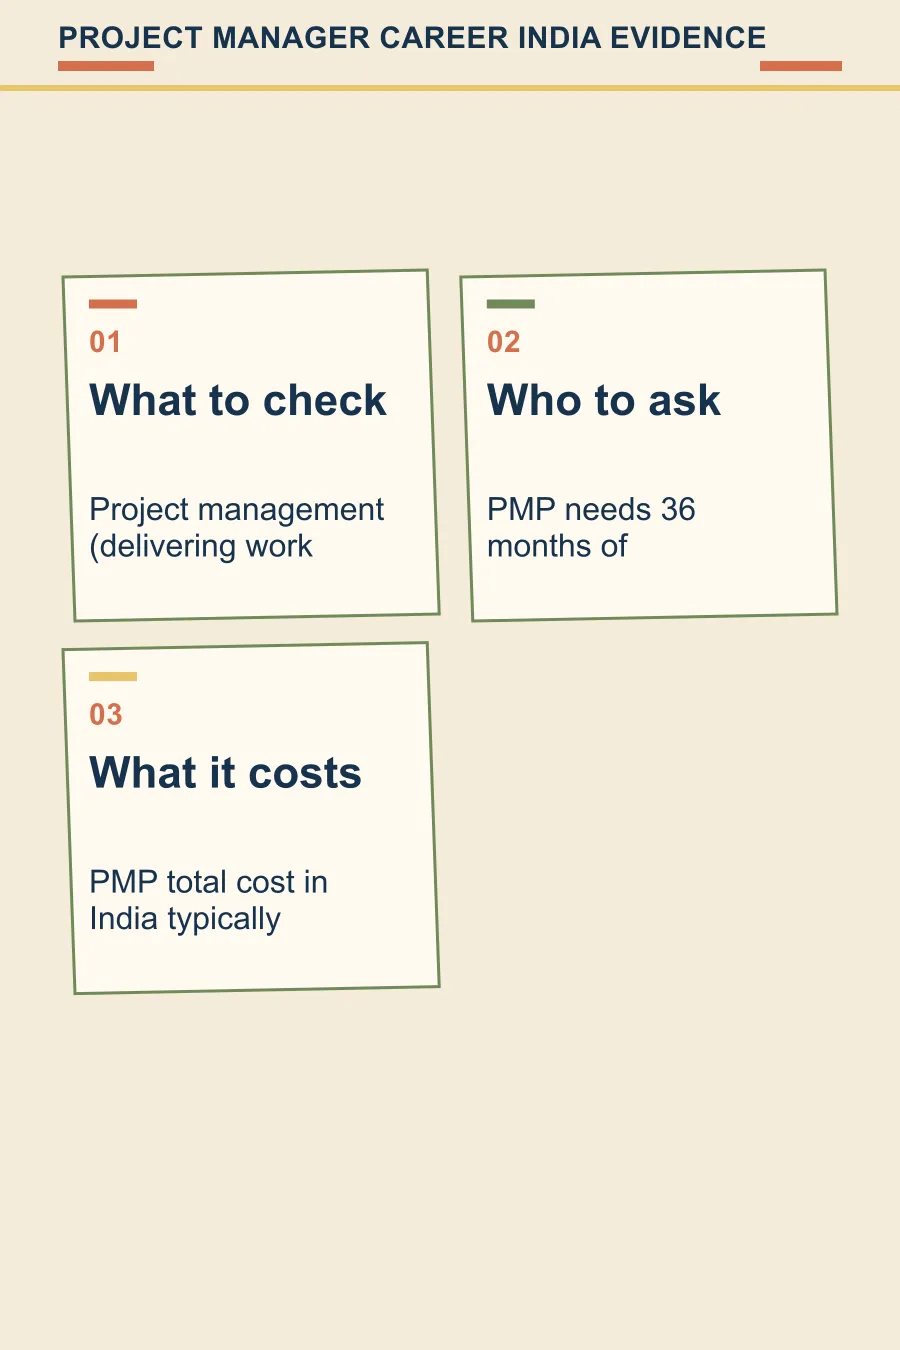 PROJECT MANAGER CAREER INDIA EVIDENCE
01
What to check
Project management
(delivering work
02
Who to ask
PMP needs 36
months of
03
What it costs
PMP total cost in
India typically